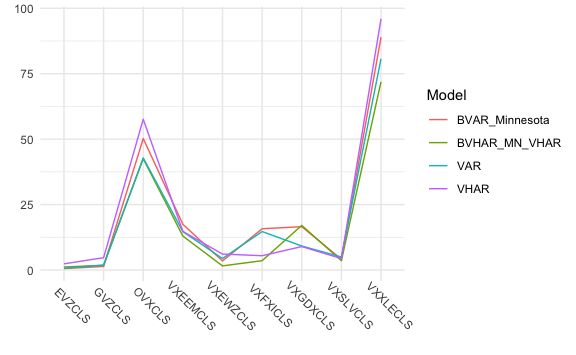 100
75
50
25
0
EVZCLS
GVZCLS
OVXCLS
VXEEMCLS
VXEWZCLS
VXFXICLS
VXGDXCLS
VXSLVCLS
VXXLECLS
Model
BVAR_Minnesota
BVHAR_MN_VHAR
VAR
VHAR